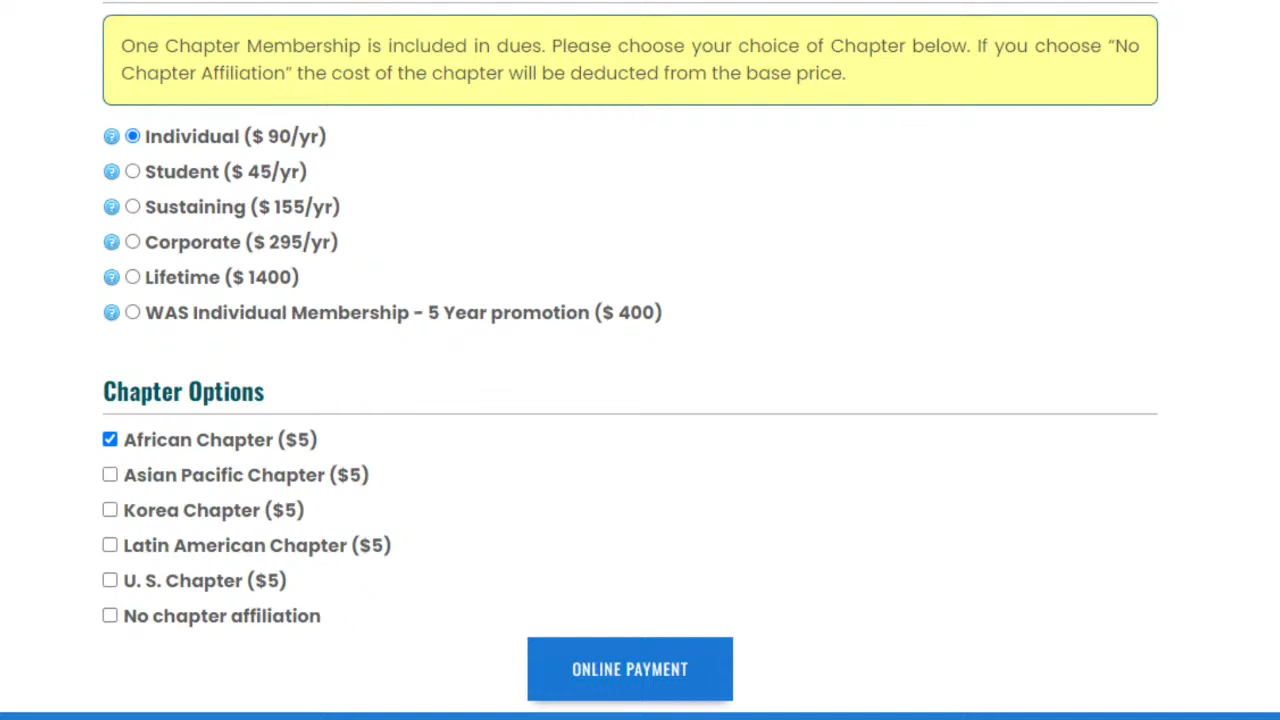 One Chapter Membership is included in dues. Please choose your choice of Chapter below. If you choose “No
Chapter Affiliation” the cost of the chapter will be deducted from the base price.
Individual ($ 90/yr)
Student ($ 45/yr)
Sustaining ($ 155/yr)
Corporate ($ 295/yr)
Lifetime ($ 1400)
WAS Individual Membership - 5 Year promotion ($ 400)
Chapter Options
African Chapter ($5)
Asian Pacific Chapter ($5)
Korea Chapter ($5)
Latin American Chapter ($5)
U. S. Chapter ($5)
No chapter affiliation
ONLINE PAYMENT